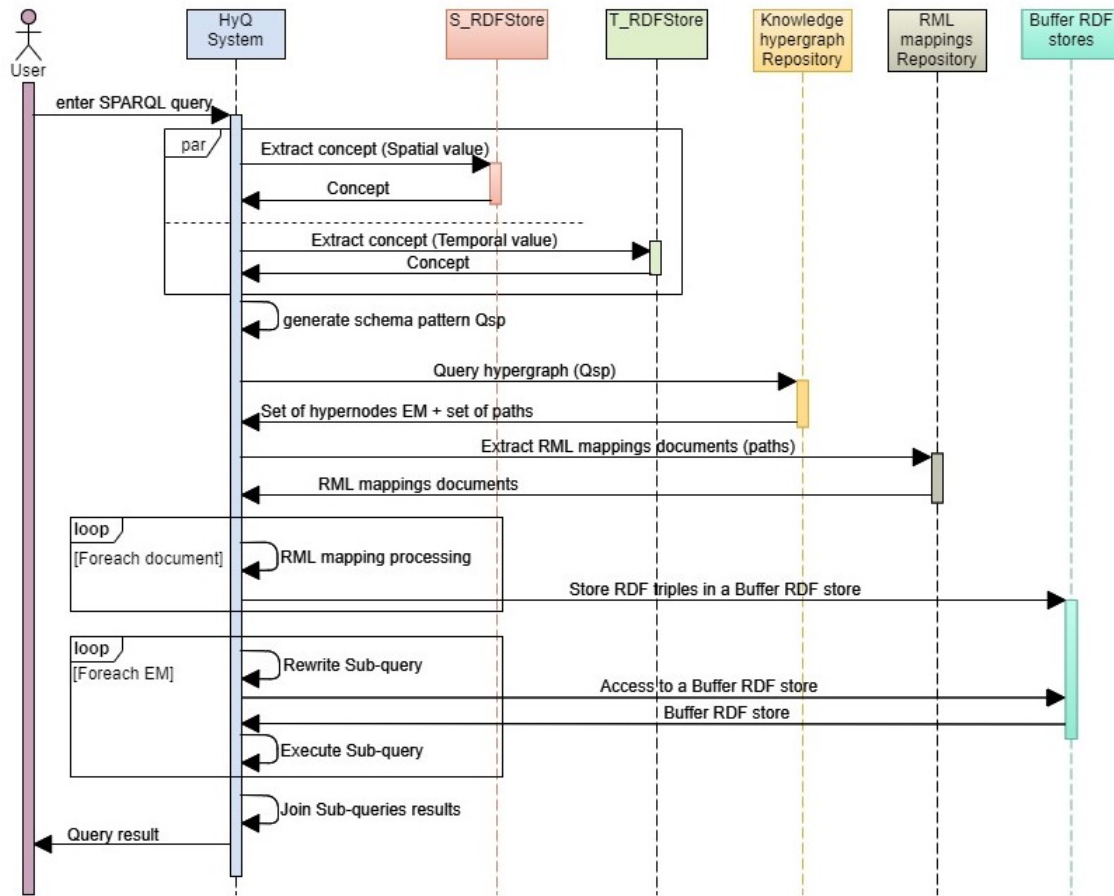 HyQ
System
S_RDFStore
T_RDFStore
Knowledge
hypergraph
Repository
RML
mappings
Repository
Buffer RDF
stores
User
enter SPARQL query
par
Extract concept (Spatial value)
Concept
Extract concept (Temporal value)
Concept
generate schema pattern Qsp
Query hypergraph (Qsp)
Set of hypernodes EM + set of paths
Extract RML mappings documents (paths)
RML mappings documents
loop
[Foreach document]
RML mapping processing
Store RDF triples in a Buffer RDF store
loop
[Foreach EM]
Rewrite Sub-query
Access to a Buffer RDF store
Buffer RDF store
Execute Sub-query
Join Sub-queries results
Query result